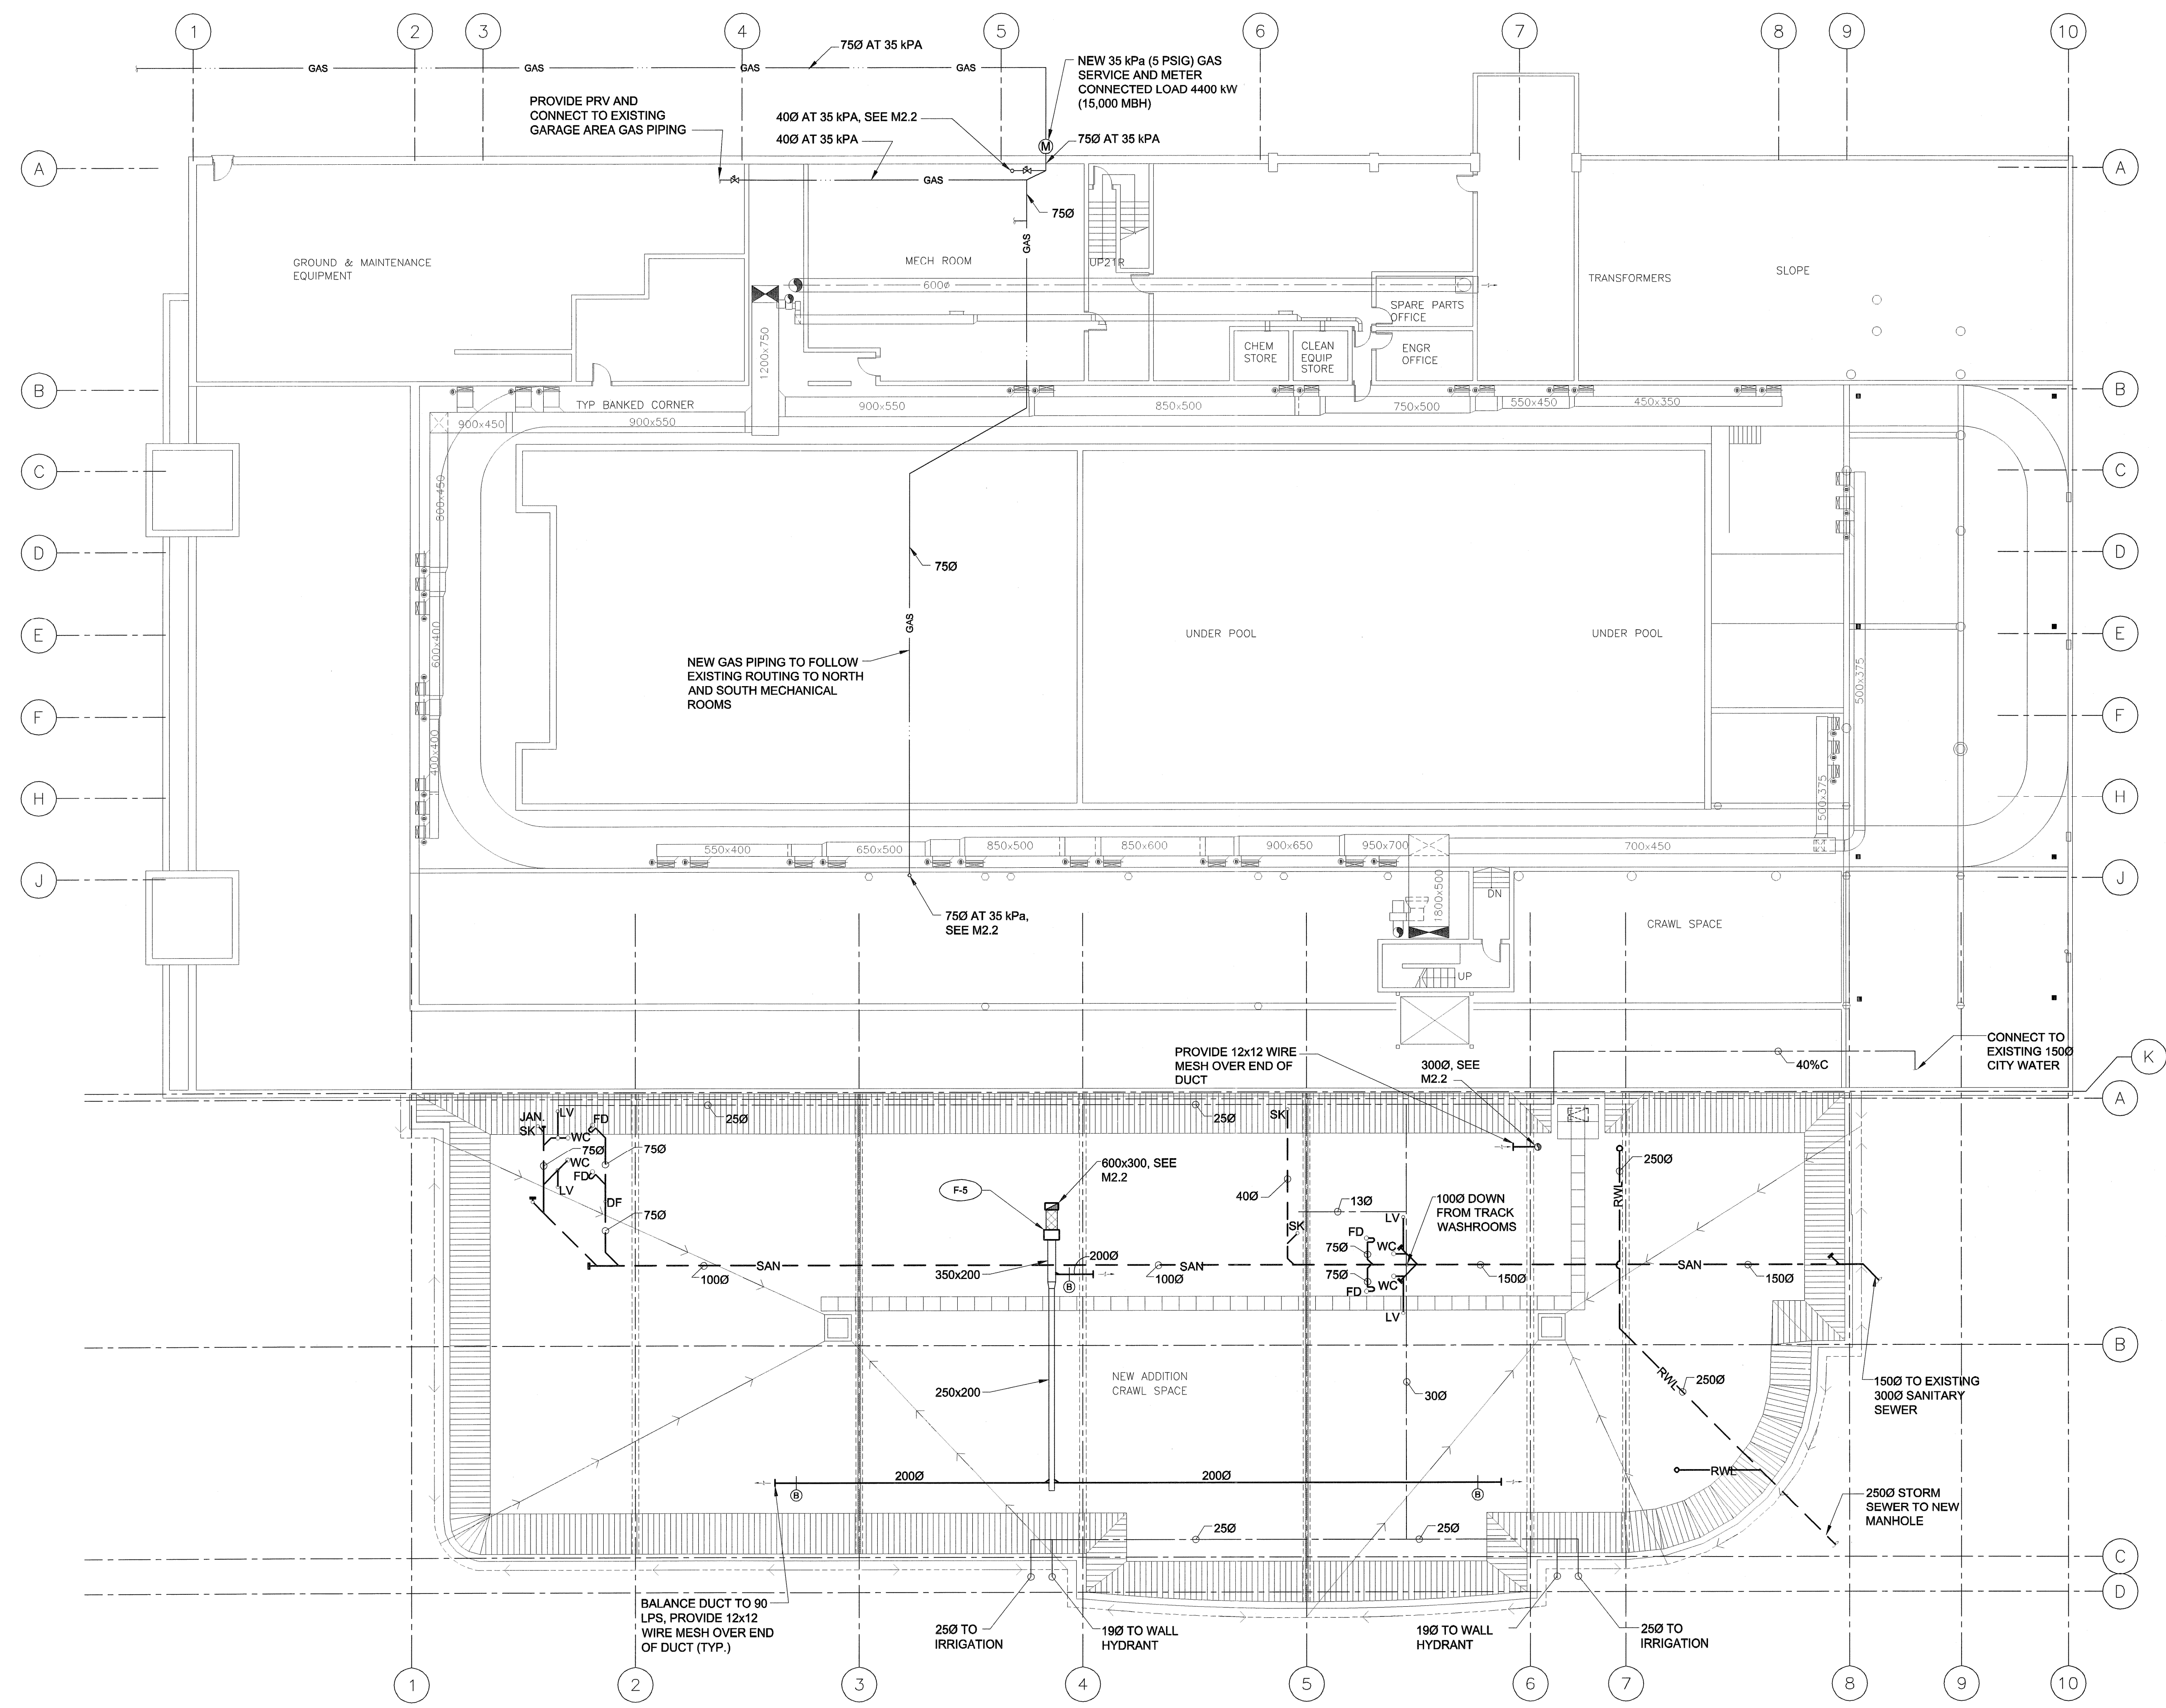 1
2
3
4
5
6
7
8
9
10
75Ø AT 35 kPA
GAS
GAS
GAS
GAS
NEW 35 kPa (5 PSIG) GAS
SERVICE AND METER
CONNECTED LOAD 4400 kW
(15,000 MBH)
PROVIDE PRV AND
CONNECT TO EXISTING
GARAGE AREA GAS PIPING
40Ø AT 35 kPA, SEE M2.2
40Ø AT 35 kPA
M
75Ø AT 35 kPA
A
A
GAS
75Ø
GAS
GROUND & MAINTENANCE
EQUIPMENT
MECH ROOM
UP21R
600ø
TRANSFORMERS
SLOPE
SPARE PARTS
OFFICE
1200x750
CHEM
STORE
CLEAN
EQUIP
STORE
ENGR
OFFICE
B
B
TYP BANKED CORNER
900x450
900x550
900x550
850x500
750x500
550x450
450x350
C
C
800x450
D
D
75Ø
E
E
GAS
600x400
UNDER POOL
UNDER POOL
NEW GAS PIPING TO FOLLOW
EXISTING ROUTING TO NORTH
AND SOUTH MECHANICAL
ROOMS
500x375
F
F
400x400
H
H
500x375
550x400
650x500
850x500
850x600
900x650
950x700
700x450
J
J
75Ø AT 35 kPa,
SEE M2.2
1800x500
DN
CRAWL SPACE
UP
PROVIDE 12x12 WIRE
MESH OVER END OF
DUCT
300Ø, SEE
M2.2
40%C
CONNECT TO
EXISTING 150Ø
CITY WATER
K
A
JAN.
SK
LV
FD
25Ø
25Ø
SK
WC
75Ø
75Ø
WC
FD
LV
DF
75Ø
600x300, SEE
M2.2
F-5
40Ø
13Ø
100Ø DOWN
FROM TRACK
WASHROOMS
250Ø
RWL
SK
LV
FD
75Ø
WC
SAN
100Ø
350x200
200Ø
B
SAN
100Ø
75Ø
WC
FD
LV
150Ø
SAN
150Ø
B
250x200
NEW ADDITION
CRAWL SPACE
30Ø
RWL
250Ø
150Ø TO EXISTING
300Ø SANITARY
SEWER
200Ø
200Ø
B
B
RWL
250Ø STORM
SEWER TO NEW
MANHOLE
25Ø
25Ø
C
D
BALANCE DUCT TO 90
LPS, PROVIDE 12x12
WIRE MESH OVER END
OF DUCT (TYP.)
25Ø TO
IRRIGATION
19Ø TO WALL
HYDRANT
19Ø TO WALL
HYDRANT
25Ø TO
IRRIGATION
1
2
3
4
5
6
7
8
9
10